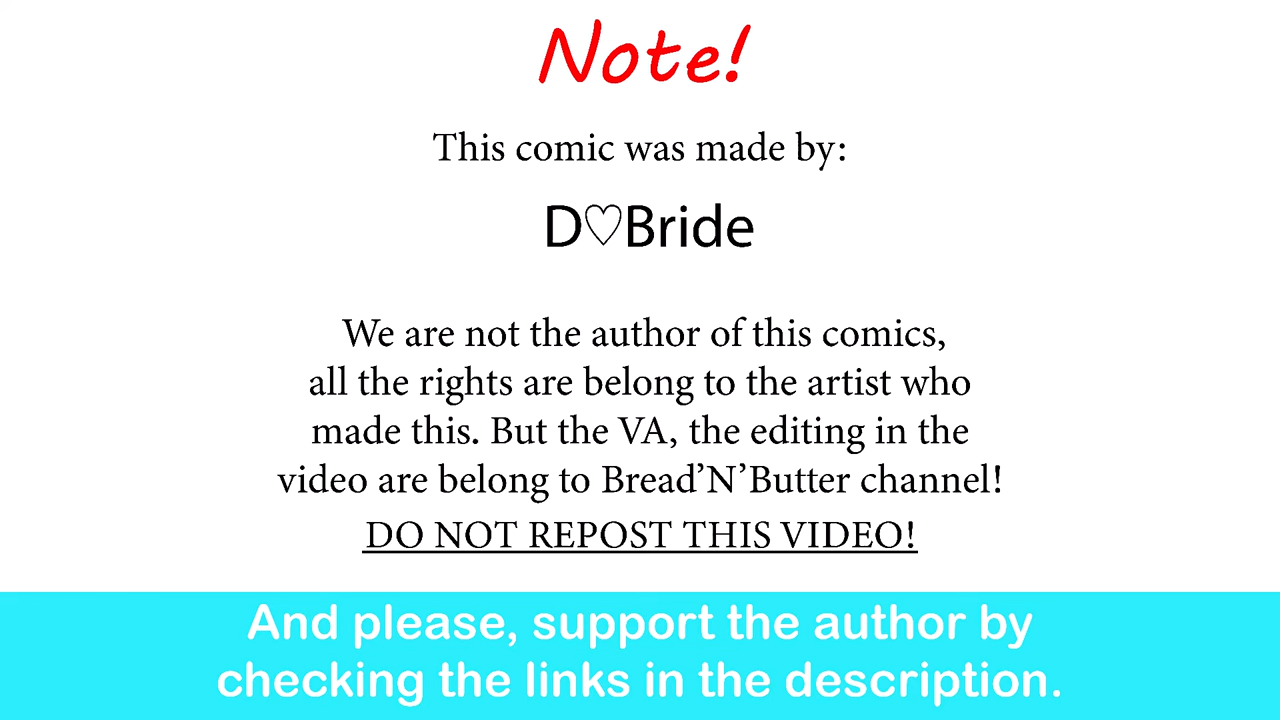 Note!
This comic was made by:
D♡Bride
We are not the author of this comics,
all the rights are belong to the artist who
made this. But the VA, the editing in the
video are belong to Bread’N’Butter channel!
DO NOT REPOST THIS VIDEO!
And please, support the author by
checking the links in the description.